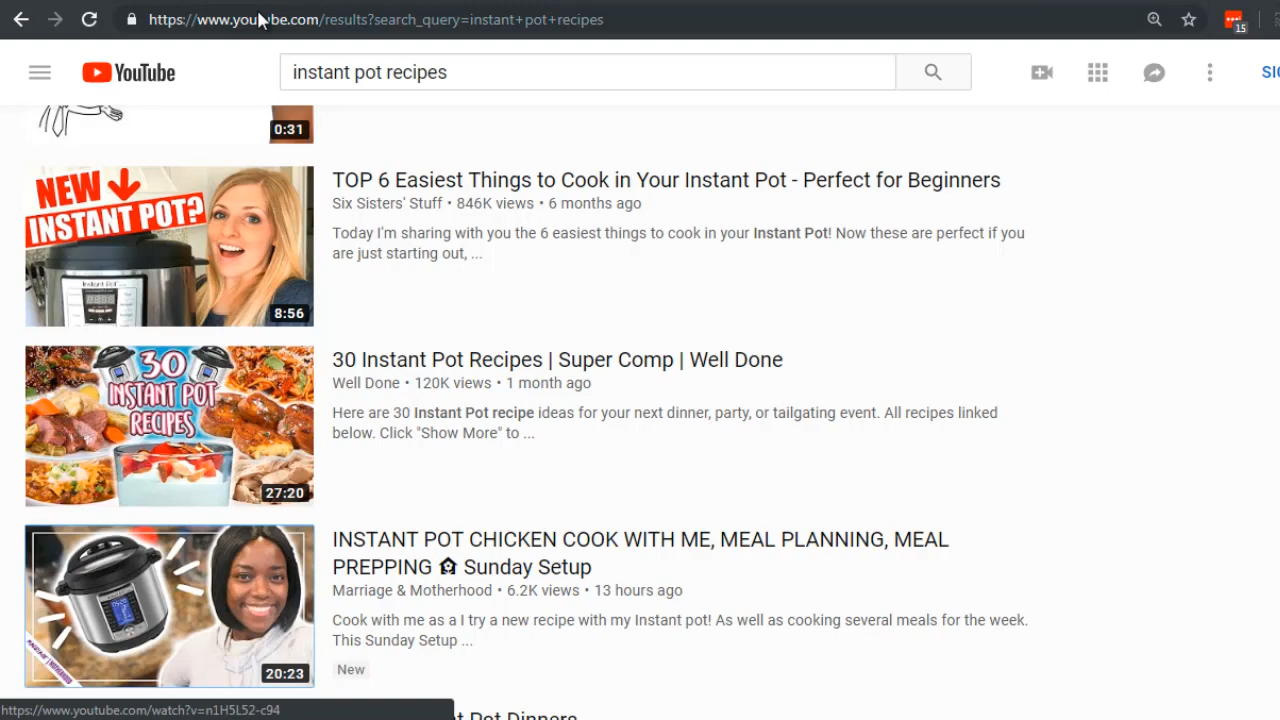 https://www.youtube.com/results?search_query=instant+pot+recipes
15
YouTube
instant pot recipes
SI
0:31
NEW
INSTANT POT?
Instant Pot
8:56
TOP 6 Easiest Things to Cook in Your Instant Pot - Perfect for Beginners
Six Sisters' Stuff • 846K views • 6 months ago
Today I'm sharing with you the 6 easiest things to cook in your Instant Pot! Now these are perfect if you
are just starting out, ...
30
INSTANT POT
RECIPES
27:20
30 Instant Pot Recipes | Super Comp | Well Done
Well Done • 120K views • 1 month ago
Here are 30 Instant Pot recipe ideas for your next dinner, party, or tailgating event. All recipes linked
below. Click "Show More" to ...
20:23
INSTANT POT CHICKEN COOK WITH ME, MEAL PLANNING, MEAL
PREPPING Sunday Setup
Marriage & Motherhood • 6.2K views • 13 hours ago
Cook with me as a I try a new recipe with my Instant pot! As well as cooking several meals for the week.
This Sunday Setup ...
New
https://www.youtube.com/watch?v=n1H5L52-c94
t Pot Dinners